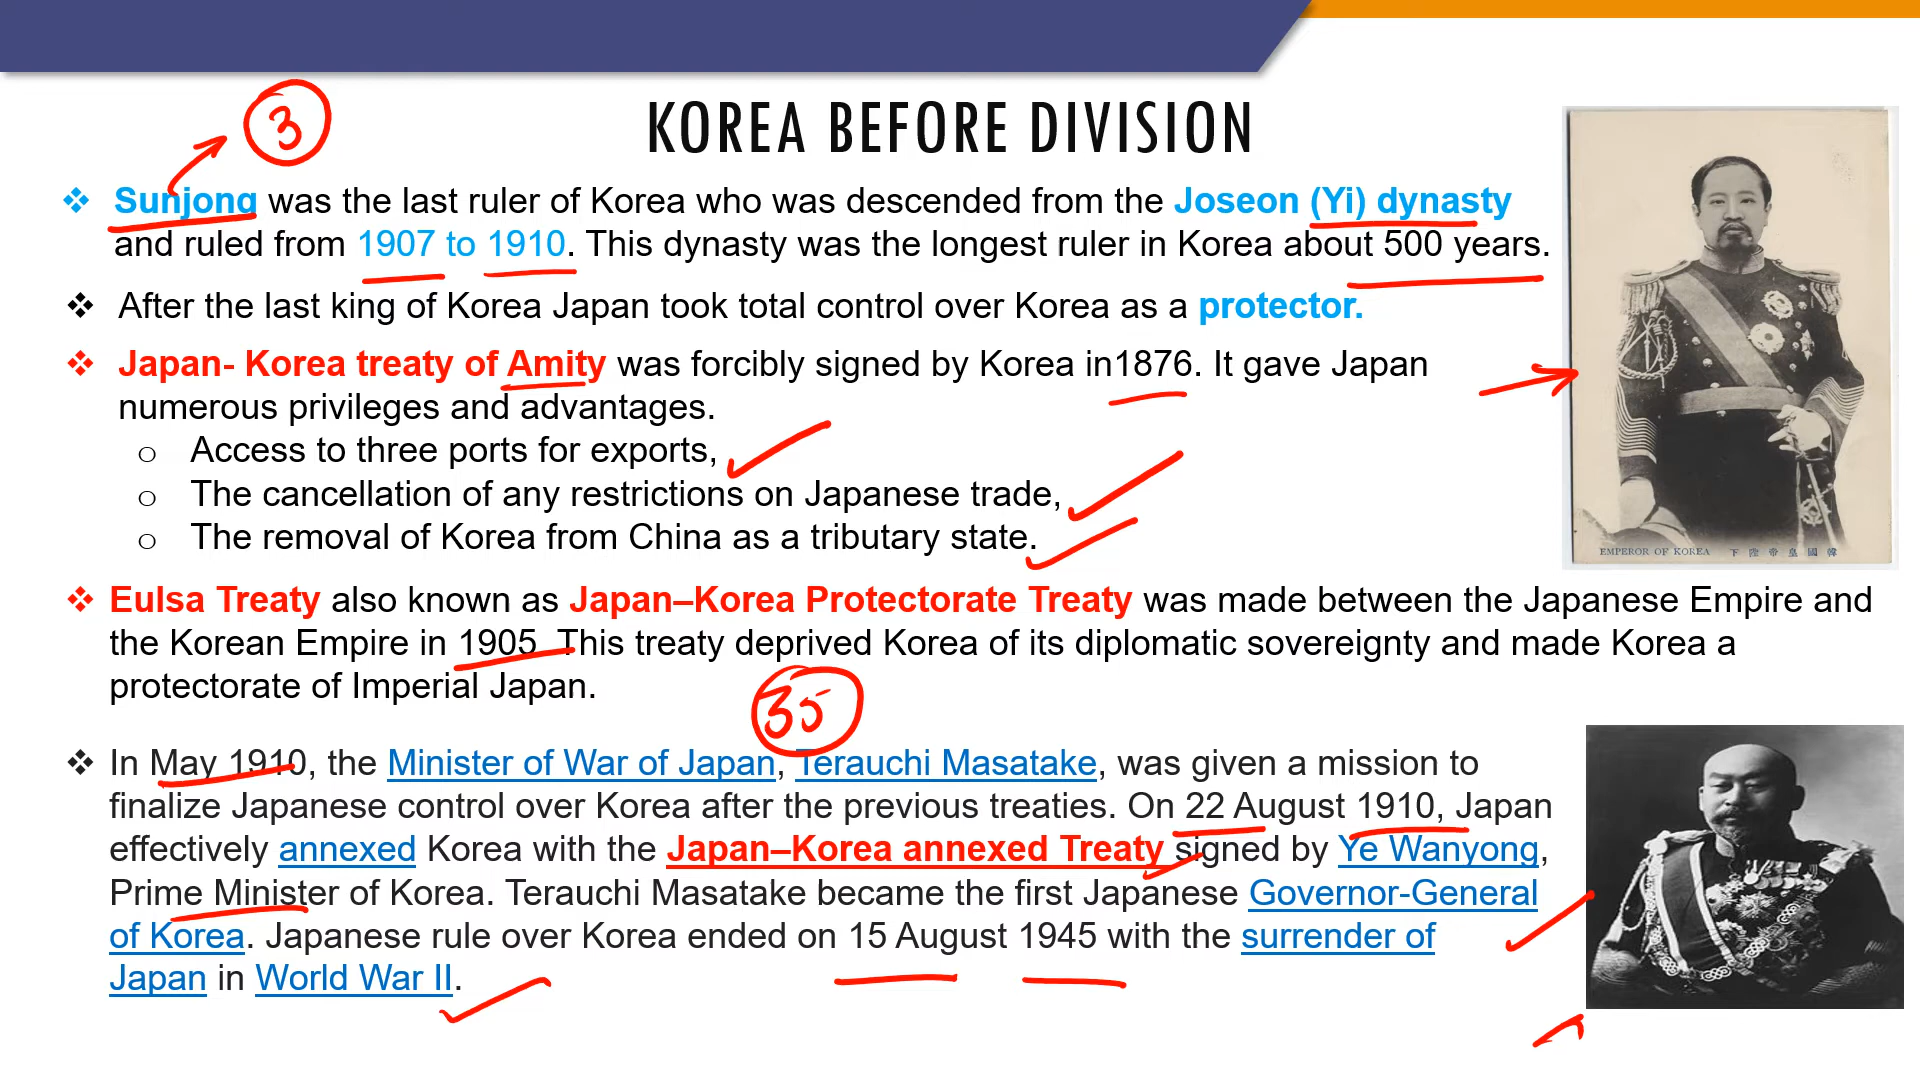 3
KOREA BEFORE DIVISION
Sunjong was the last ruler of Korea who was descended from the Joseon (Yi) dynasty
and ruled from 1907 to 1910. This dynasty was the longest ruler in Korea about 500 years.
After the last king of Korea Japan took total control over Korea as a protector.
Japan- Korea treaty of Amity was forcibly signed by Korea in1876. It gave Japan
numerous privileges and advantages.
Access to three ports for exports,
The cancellation of any restrictions on Japanese trade,
The removal of Korea from China as a tributary state.
EMPEROR OF KOREA 下 陛 帝 皇 國 韓
Eulsa Treaty also known as Japan–Korea Protectorate Treaty was made between the Japanese Empire and
the Korean Empire in 1905. This treaty deprived Korea of its diplomatic sovereignty and made Korea a
protectorate of Imperial Japan.
35
In May 1910, the Minister of War of Japan, Terauchi Masatake, was given a mission to
finalize Japanese control over Korea after the previous treaties. On 22 August 1910, Japan
effectively annexed Korea with the Japan–Korea annexed Treaty signed by Ye Wanyong,
Prime Minister of Korea. Terauchi Masatake became the first Japanese Governor-General
of Korea. Japanese rule over Korea ended on 15 August 1945 with the surrender of
Japan in World War II.